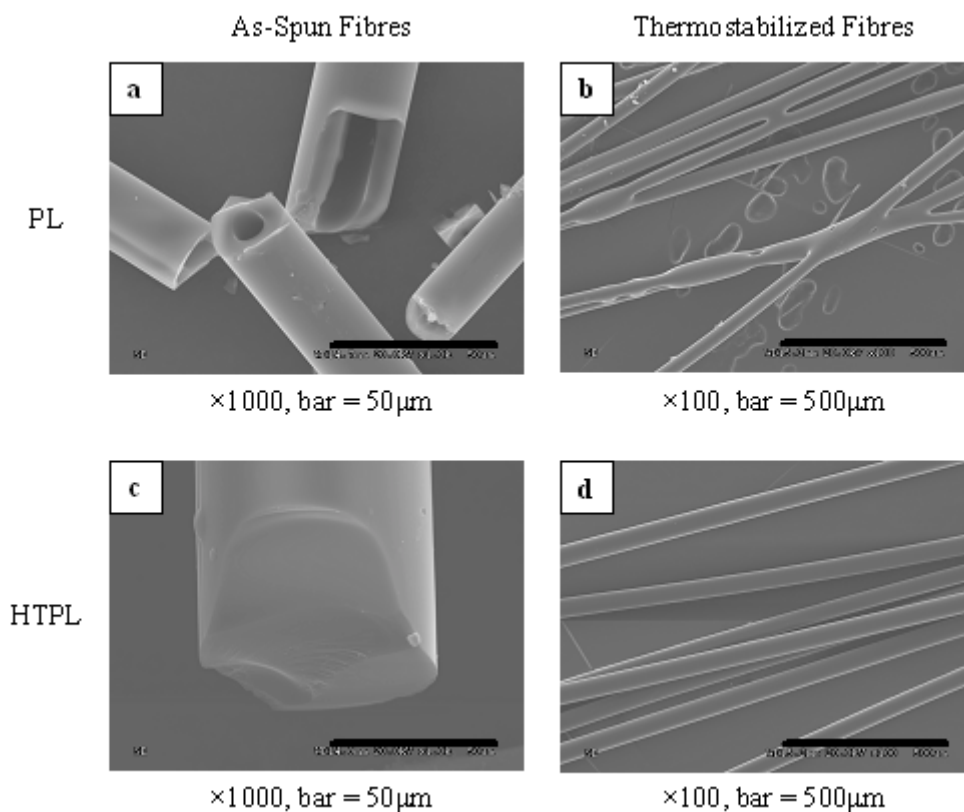 As-Spun Fibres
Thermostabilized Fibres
a
b
PL
×1000, bar = 50μm
×100, bar = 500μm
c
d
HTPL
×1000, bar = 50μm
×100, bar = 500μm